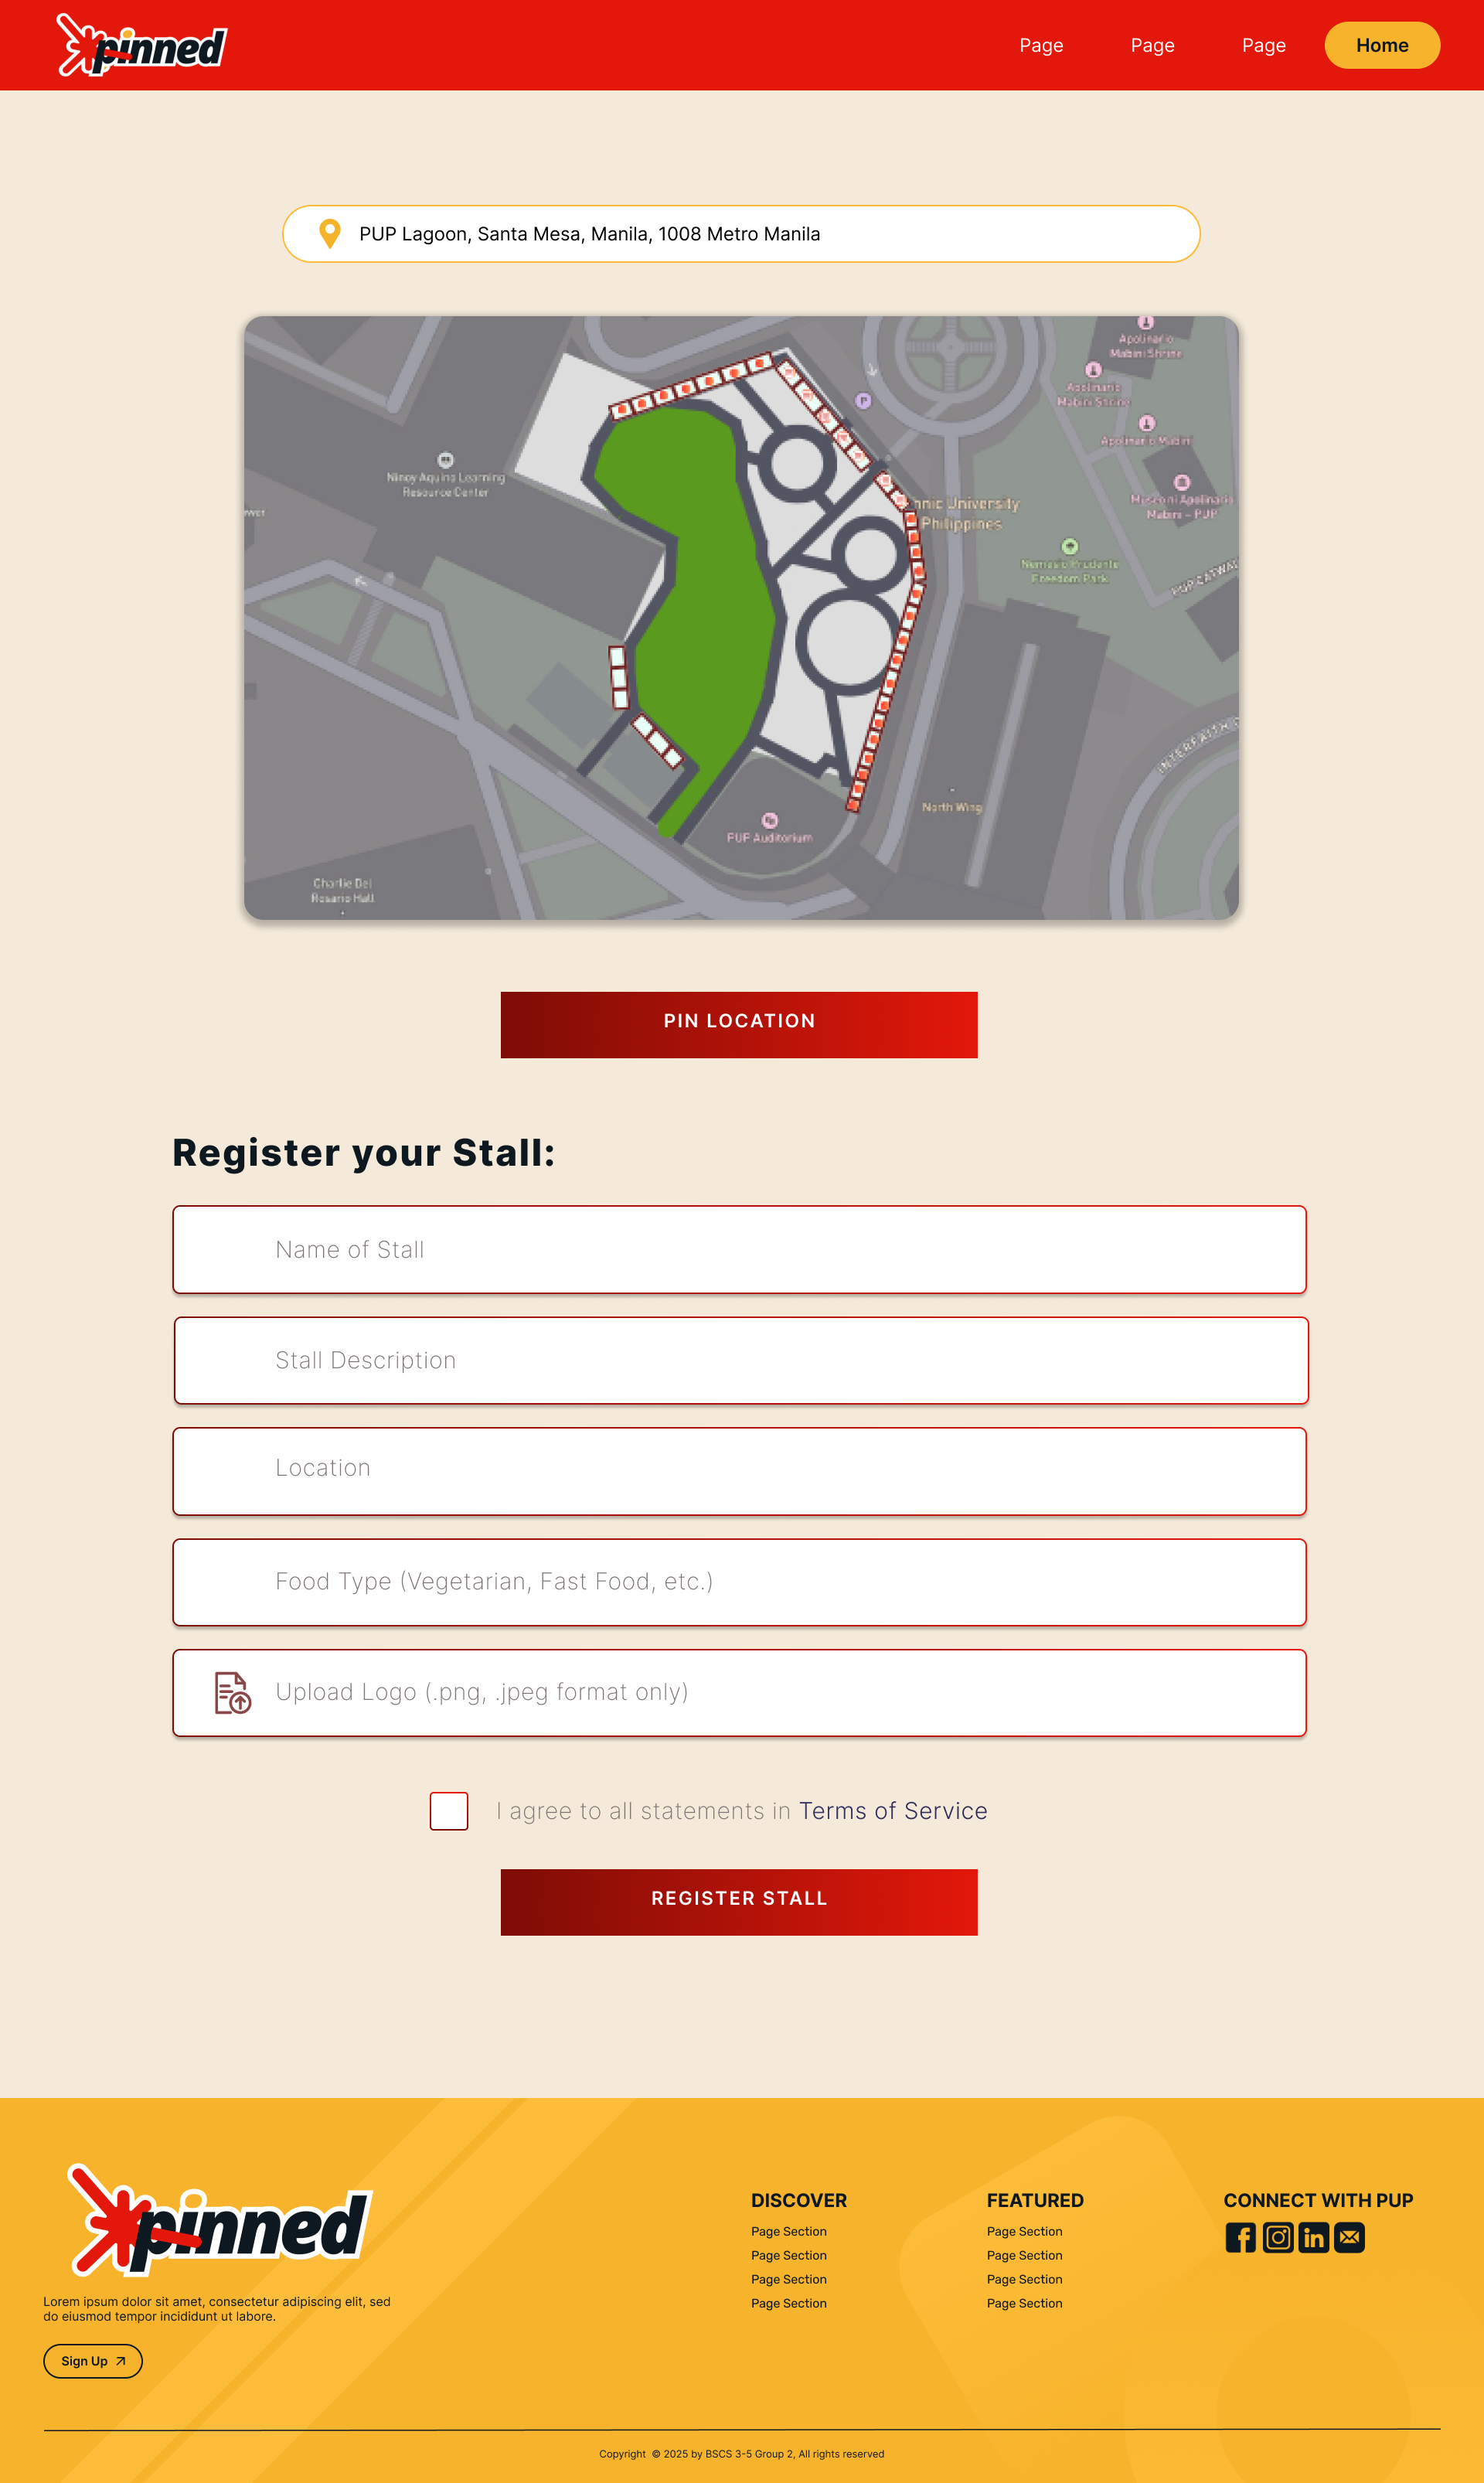 pinned
Page
Page
Page
Home
PUP Lagoon, Santa Mesa, Manila, 1008 Metro Manila
Apolinario
Mabini Shrine
Apolinario
Mabini Shrine
P
Apolinario Mabini
Ninoy Aquino Learning
Resource Center
Museo ni Apolinario
Mabini - PUP
hnic University
Philippines
Nemesio Prudente
Freedom Park
PUP CATWAL
INTERFAITH
North Wing
PUP Auditorium
Charlie Del
Rosario Hall
PIN LOCATION
Register your Stall:
Name of Stall
Stall Description
Location
Food Type (Vegetarian, Fast Food, etc.)
Upload Logo (.png, .jpeg format only)
I agree to all statements in Terms of Service
REGISTER STALL
pinned
Lorem ipsum dolor sit amet, consectetur adipiscing elit, sed
do eiusmod tempor incididunt ut labore.
Sign Up
DISCOVER
Page Section
Page Section
Page Section
Page Section
FEATURED
Page Section
Page Section
Page Section
Page Section
CONNECT WITH PUP
Copyright © 2025 by BSCS 3-5 Group 2, All rights reserved